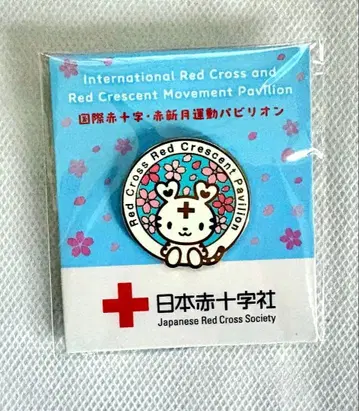 International Red Cross and
Red Crescent Movement Pavilion
国際赤十字・赤新月運動パビリオン
Red Cross Red Crescent Pavilion
日本赤十字社
Japanese Red Cross Society